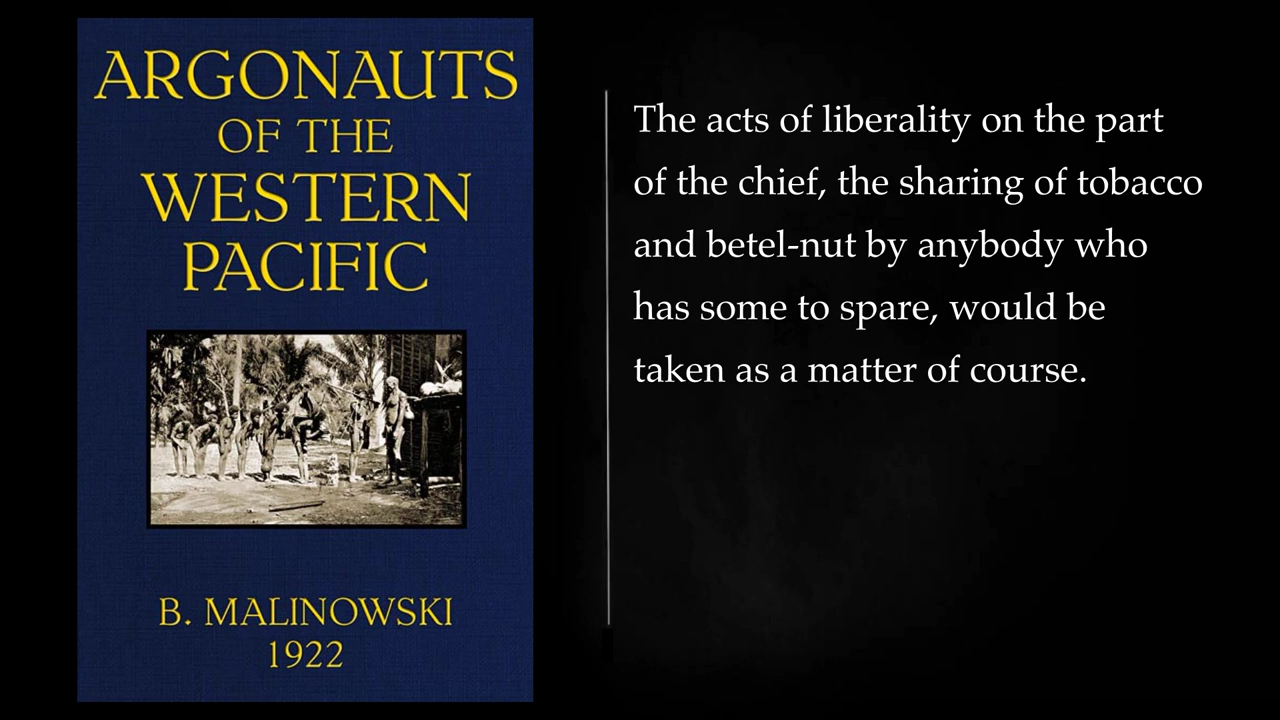 ARGONAUTS
OF THE
WESTERN
PACIFIC
B. MALINOWSKI
1922
The acts of liberality on the part
of the chief, the sharing of tobacco
and betel-nut by anybody who
has some to spare, would be
taken as a matter of course.